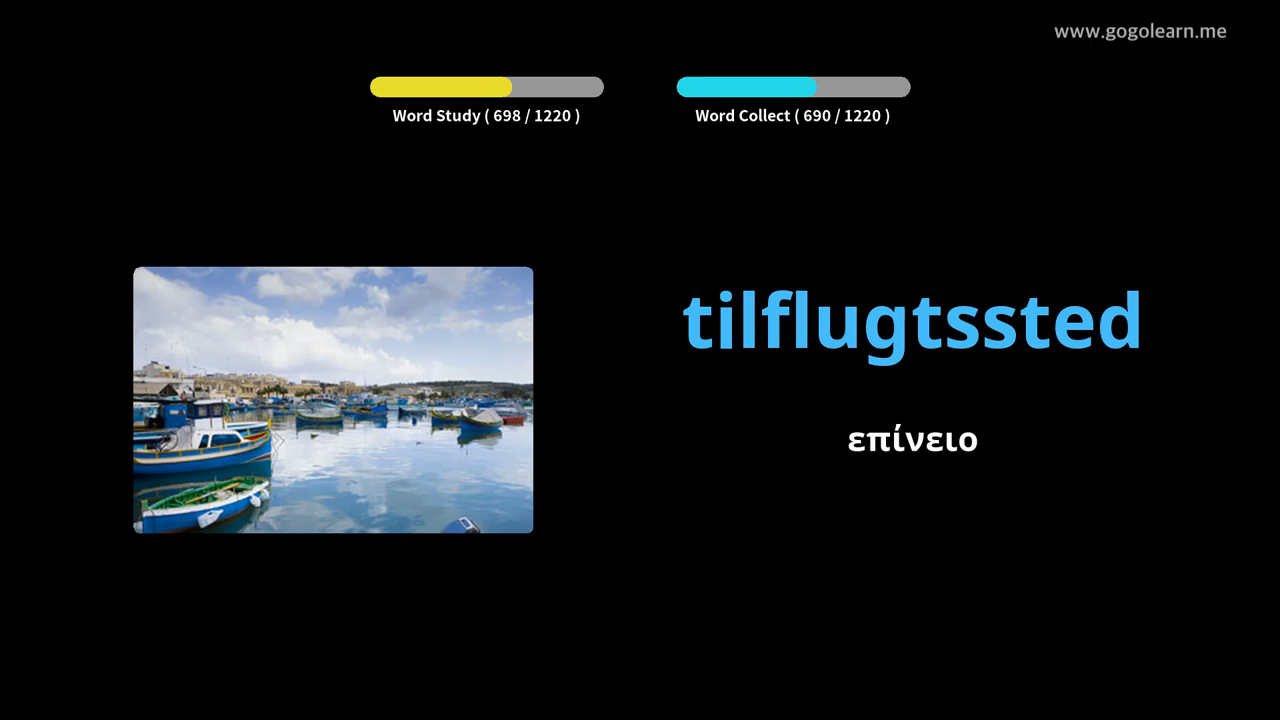 www.gogolearn.me
Word Study ( 698 / 1220 )
Word Collect ( 690 / 1220 )
tilflugtssted
επίνειο